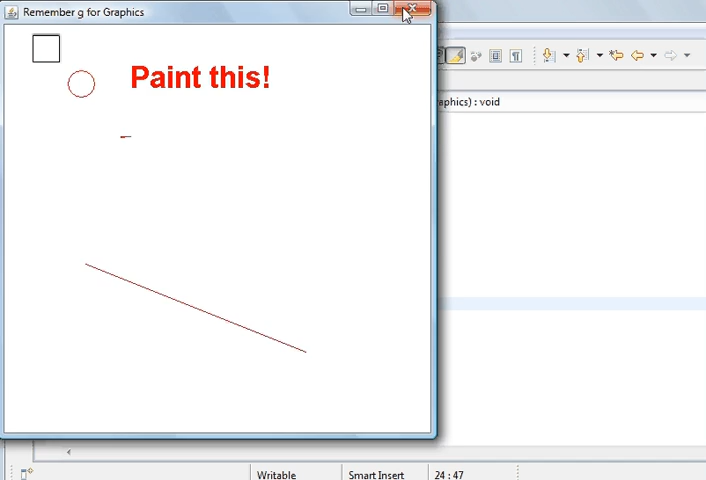 Remember g for Graphics
Paint this!
aphics) : void
Writable
Smart Insert
24 : 47